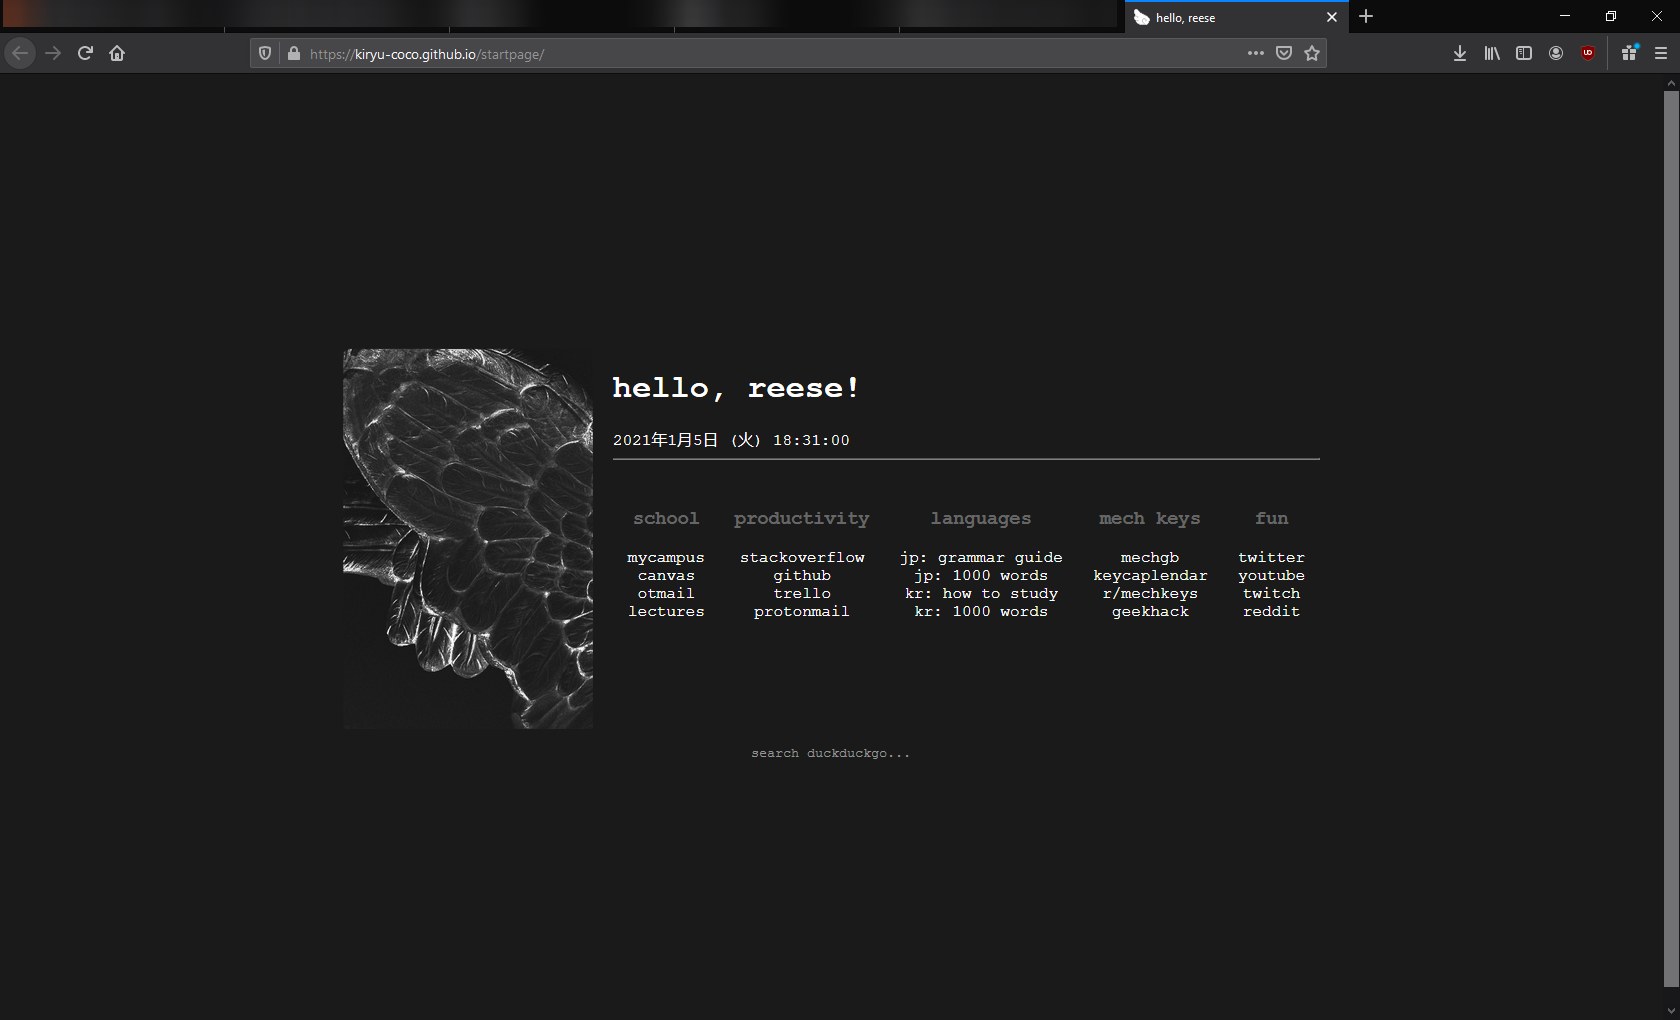 hello, reese
https://kiryu-coco.github.io/startpage/
hello, reese!
2021年1月5日 (火) 18:31:00
school productivity languages mech keys fun
mycampus stackoverflow jp: grammar guide mechgb twitter
canvas github jp: 1000 words keycaplendar youtube
otmail trello kr: how to study r/mechkeys twitch
lectures protonmail kr: 1000 words geekhack reddit
search duckduckgo...